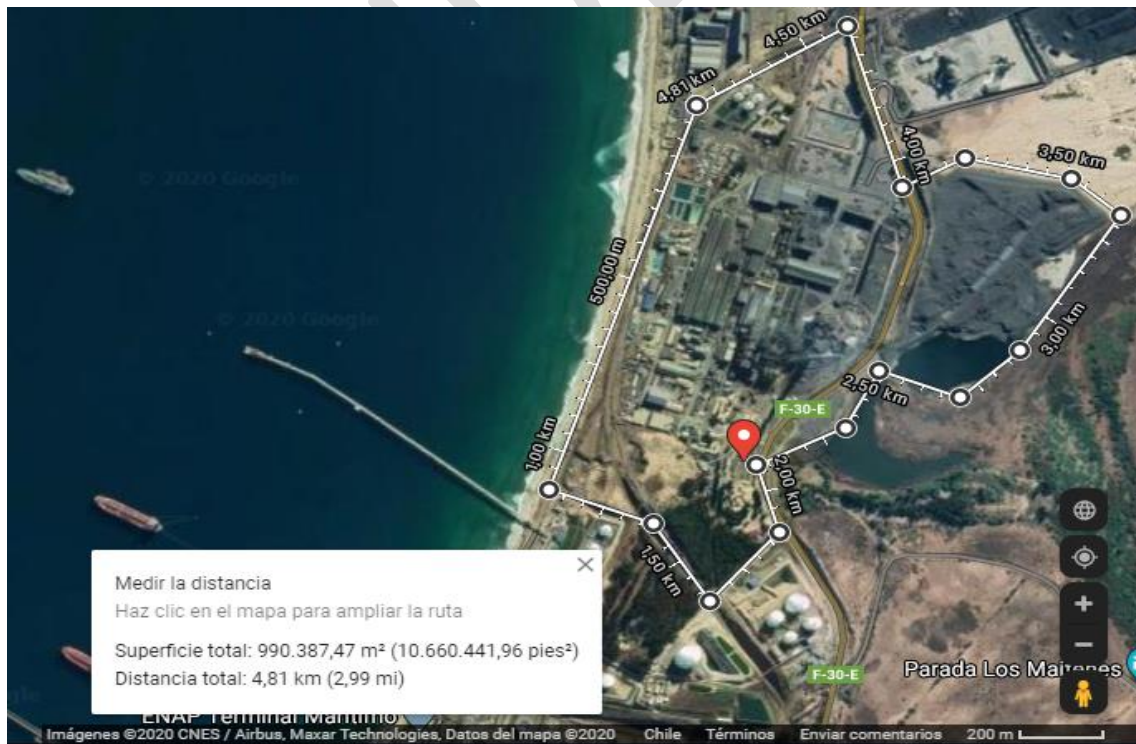 4,50 km
4,81 km
4,00 km
3,50 km
© 2020 Google
500,00 m
© 2020 Google
3,00 km
2,50 km
F-30-E
1,00 km
2,00 km
1,50 km
Medir la distancia
Haz clic en el mapa para ampliar la ruta
Superficie total: 990.387,47 m² (10.660.441,96 pies²)
Distancia total: 4,81 km (2,99 mi)
F-30-E
Parada Los Maitenes
ENAP Terminal Marítimo
Imágenes ©2020 CNES / Airbus, Maxar Technologies, Datos del mapa ©2020 Chile Términos Enviar comentarios 200 m